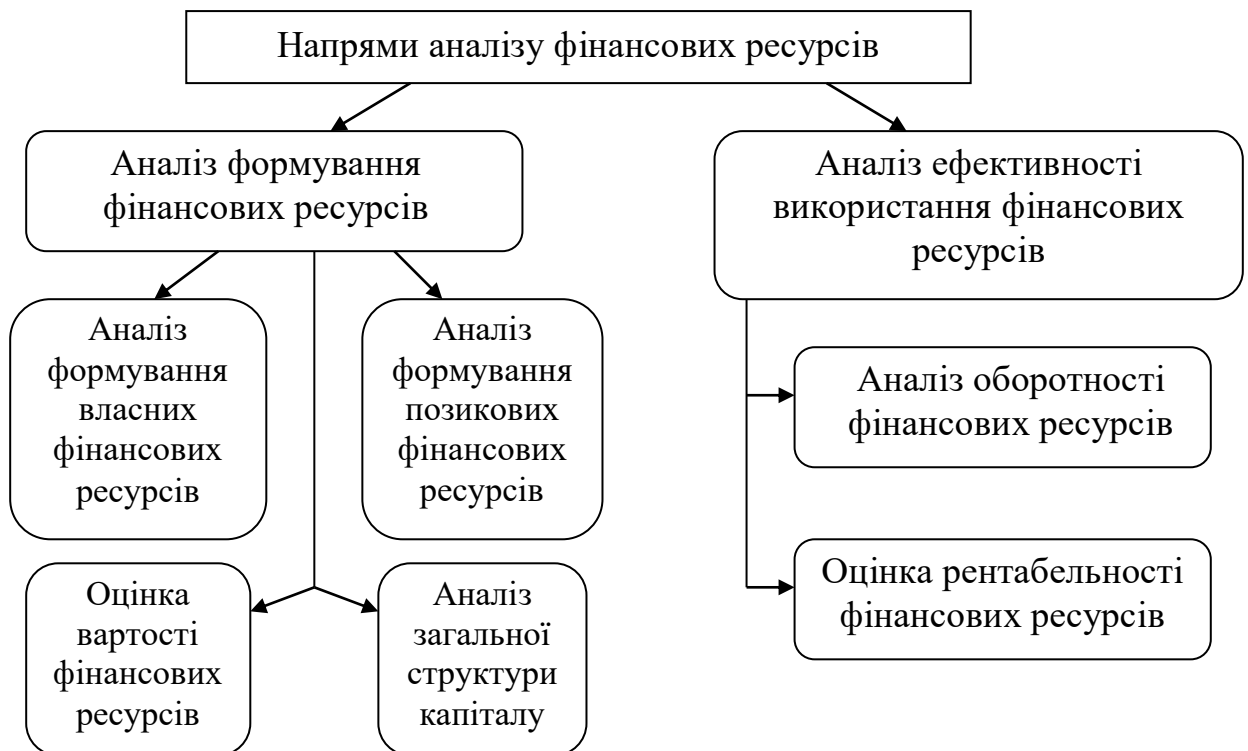 Напрями аналізу фінансових ресурсів
Аналіз формування
фінансових ресурсів
Аналіз ефективності
використання фінансових
ресурсів
Аналіз
формування
власних
фінансових
ресурсів
Аналіз
формування
позикових
фінансових
ресурсів
Аналіз оборотності
фінансових ресурсів
Оцінка
вартості
фінансових
ресурсів
Аналіз
загальної
структури
капіталу
Оцінка рентабельності
фінансових ресурсів